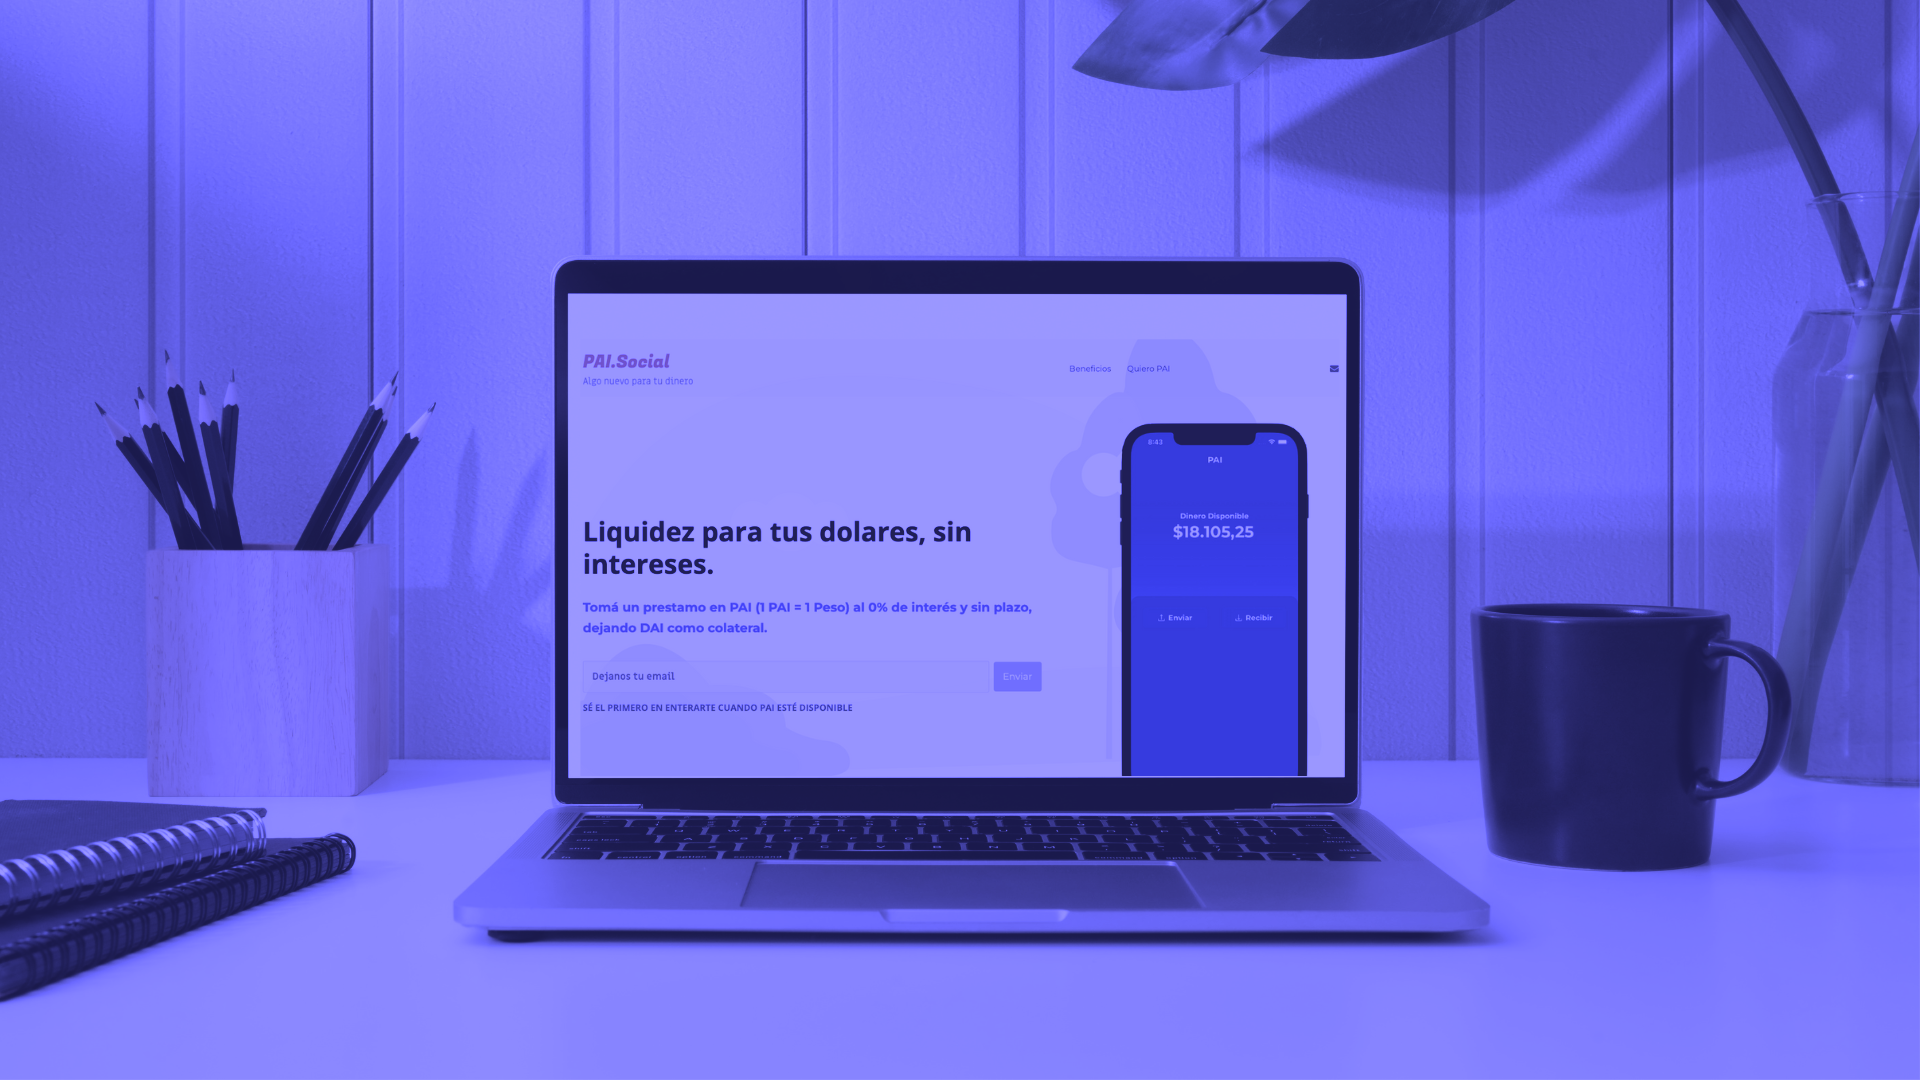 PAI.Social
Algo nuevo para tu dinero
Beneficios Quiero PAI
Liquidez para tus dolares, sin
intereses.
Tomá un prestamo en PAI (1 PAI = 1 Peso) al 0% de interés y sin plazo,
dejando DAI como colateral.
Dejanos tu email
Enviar
SÉ EL PRIMERO EN ENTERARTE CUANDO PAI ESTÉ DISPONIBLE
8:43
PAI
Dinero Disponible
$18.105,25
Enviar Recibir